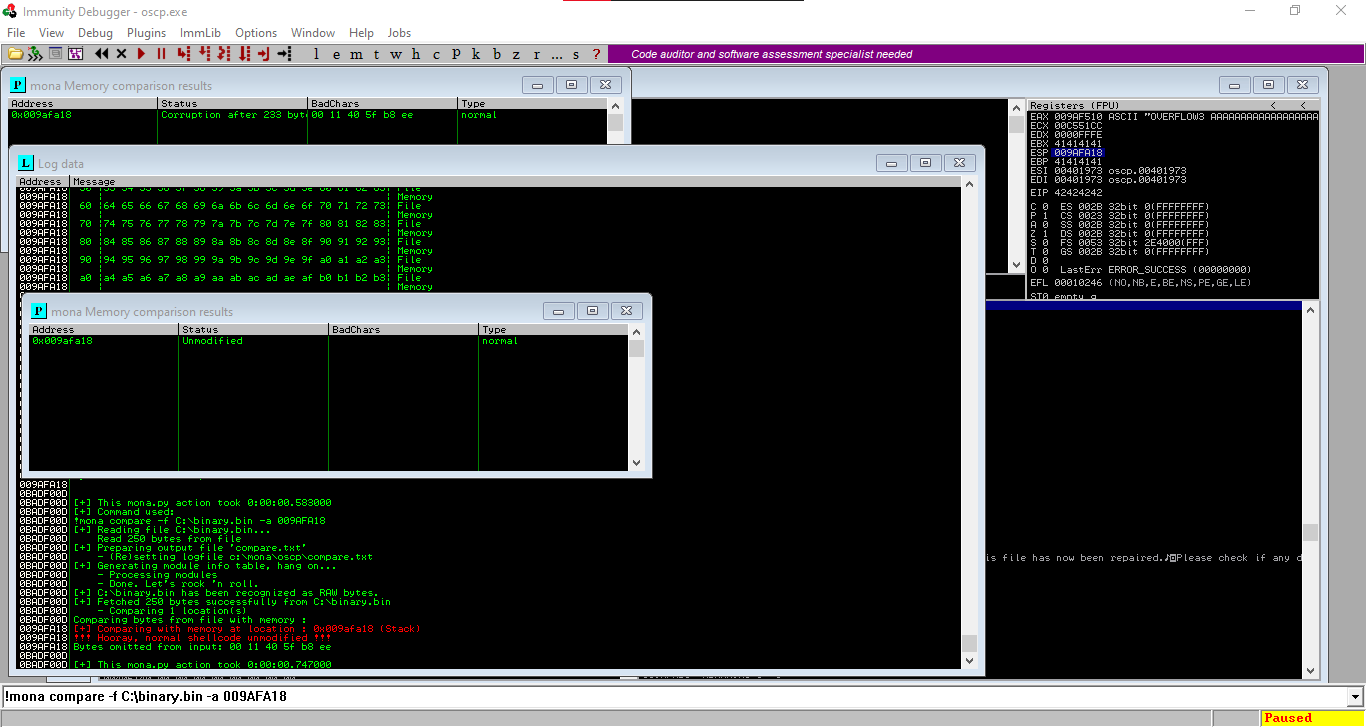 Immunity Debugger - oscp.exe
File View Debug Plugins ImmLib Options Window Help Jobs
l e m t w h c P k b z r ... s ?
Code auditor and software assessment specialist needed
mona Memory comparison results
Address Status BadChars Type
0x009afa18 Corruption after 238 byt 00 11 40 5f b8 ee normal
Log data
Address Message
009AFA18 File
009AFA18 Memory
009AFA18 60 |64 65 66 67 68 69 6a 6b 6c 6d 6e 6f 70 71 72 73| File
009AFA18 Memory
009AFA18 70 |74 75 76 77 78 79 7a 7b 7c 7d 7e 7f 80 81 82 83| File
009AFA18 Memory
009AFA18 80 |84 85 86 87 88 89 8a 8b 8c 8d 8e 8f 90 91 92 93| File
009AFA18 Memory
009AFA18 90 |94 95 96 97 98 99 9a 9b 9c 9d 9e 9f a0 a1 a2 a3| File
009AFA18 Memory
009AFA18 a0 |a4 a5 a6 a7 a8 a9 aa ab ac ad ae af b0 b1 b2 b3| File
009AFA18 Memory
mona Memory comparison results
Address Status BadChars Type
0x009afa18 Unmodified normal
009AFA18
0BADF00D
0BADF00D [+] This mona.py action took 0:00:00.583000
0BADF00D [+] Command used:
0BADF00D !mona compare -f C:\binary.bin -a 009AFA18
0BADF00D [+] Reading file C:\binary.bin...
0BADF00D Read 250 bytes from file
0BADF00D [+] Preparing output file 'compare.txt'
0BADF00D - (Re)setting logfile c:\mona\oscp\compare.txt
0BADF00D [+] Generating module info table, hang on...
0BADF00D - Processing modules
0BADF00D - Done. Let's rock 'n roll.
0BADF00D [+] C:\binary.bin has been recognized as RAW bytes.
0BADF00D [+] Fetched 250 bytes successfully from C:\binary.bin
0BADF00D - Comparing 1 location(s)
0BADF00D Comparing bytes from file with memory :
009AFA18 [+] Comparing with memory at location : 0x009afa18 (Stack)
009AFA18 !!! Hooray, normal shellcode unmodified !!!
009AFA18 Bytes omitted from input: 00 11 40 5f b8 ee
0BADF00D
0BADF00D [+] This mona.py action took 0:00:00.747000
Registers (FPU) < <
EAX 009AF510 ASCII "OVERFLOW3 AAAAAAAAAAAAAAAAAA
ECX 00C551CC
EDX 0000FFFE
EBX 41414141
ESP 009AFA18
EBP 41414141
ESI 00401973 oscp.00401973
EDI 00401973 oscp.00401973
EIP 42424242
C 0 ES 002B 32bit 0(FFFFFFFF)
P 1 CS 0023 32bit 0(FFFFFFFF)
A 0 SS 002B 32bit 0(FFFFFFFF)
Z 1 DS 002B 32bit 0(FFFFFFFF)
S 0 FS 0053 32bit 2E4000(FFF)
T 0 GS 002B 32bit 0(FFFFFFFF)
D 0
O 0 LastErr ERROR_SUCCESS (00000000)
EFL 00010246 (NO,NB,E,BE,NS,PE,GE,LE)
ST0 empty g
is file has now been repaired.♪◙Please check if any d
!mona compare -f C:\binary.bin -a 009AFA18
Paused